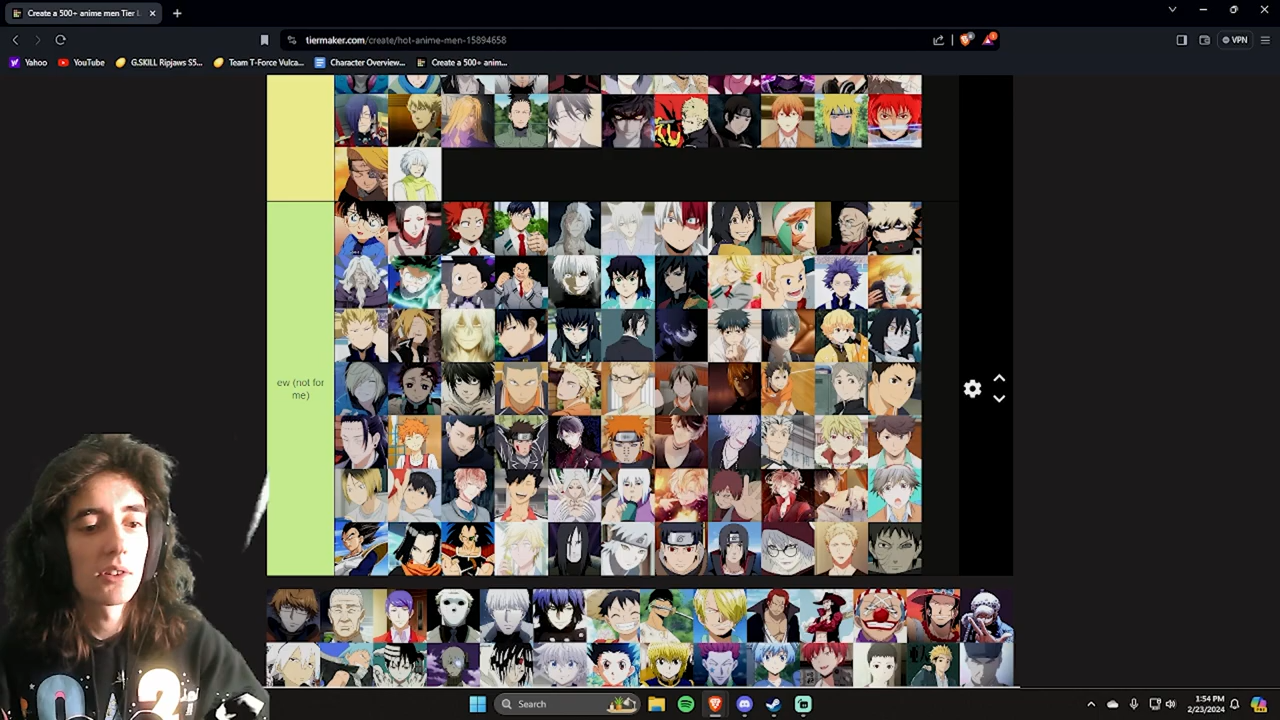 Create a 500+ anime men Tier l
tiermaker.com/create/hot-anime-men-15894658
VPN
Yahoo
YouTube
G.SKILL Ripjaws S5...
Team T-Force Vulca...
Character Overview...
Create a 500+ anim...
ew (not for
me)
Search
1:54 PM
2/23/2024